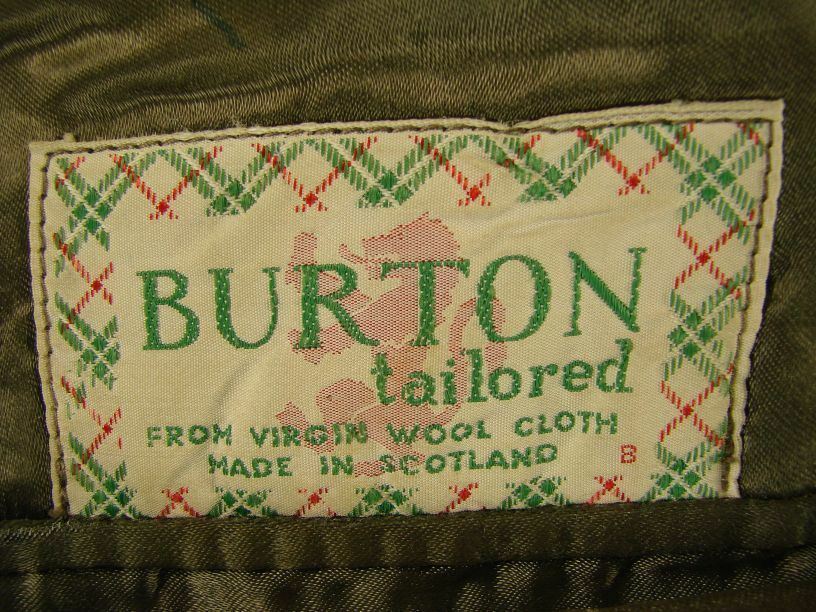 BURTON
tailored
FROM VIRGIN WOOL CLOTH
MADE IN SCOTLAND 8